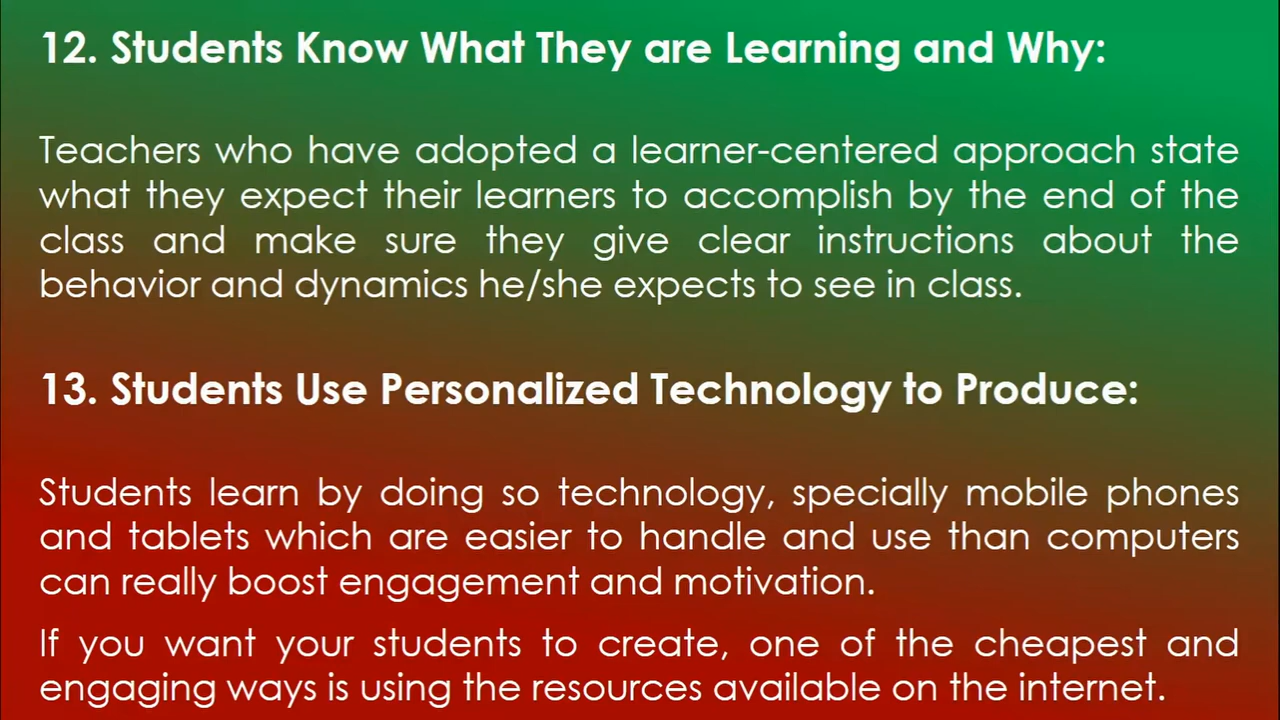 12. Students Know What They are Learning and Why:
Teachers who have adopted a learner-centered approach state
what they expect their learners to accomplish by the end of the
class and make sure they give clear instructions about the
behavior and dynamics he/she expects to see in class.
13. Students Use Personalized Technology to Produce:
Students learn by doing so technology, specially mobile phones
and tablets which are easier to handle and use than computers
can really boost engagement and motivation.
If you want your students to create, one of the cheapest and
engaging ways is using the resources available on the internet.